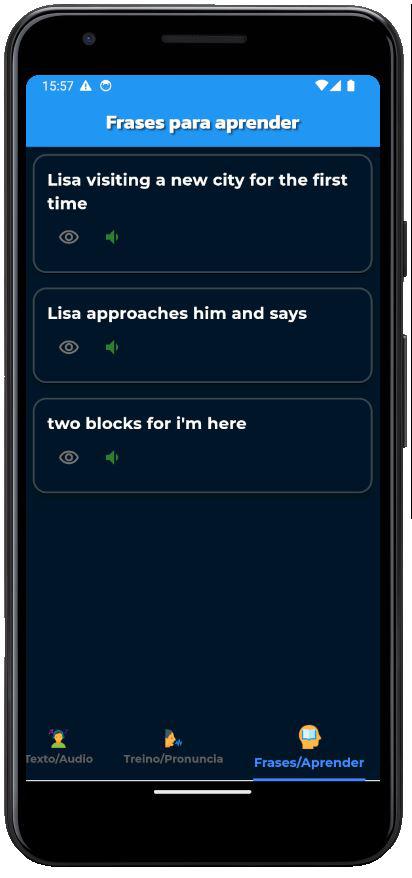 15:57
Frases para aprender
Lisa visiting a new city for the first
time
Lisa approaches him and says
two blocks for i'm here
Texto/Audio
Treino/Pronuncia
Frases/Aprender